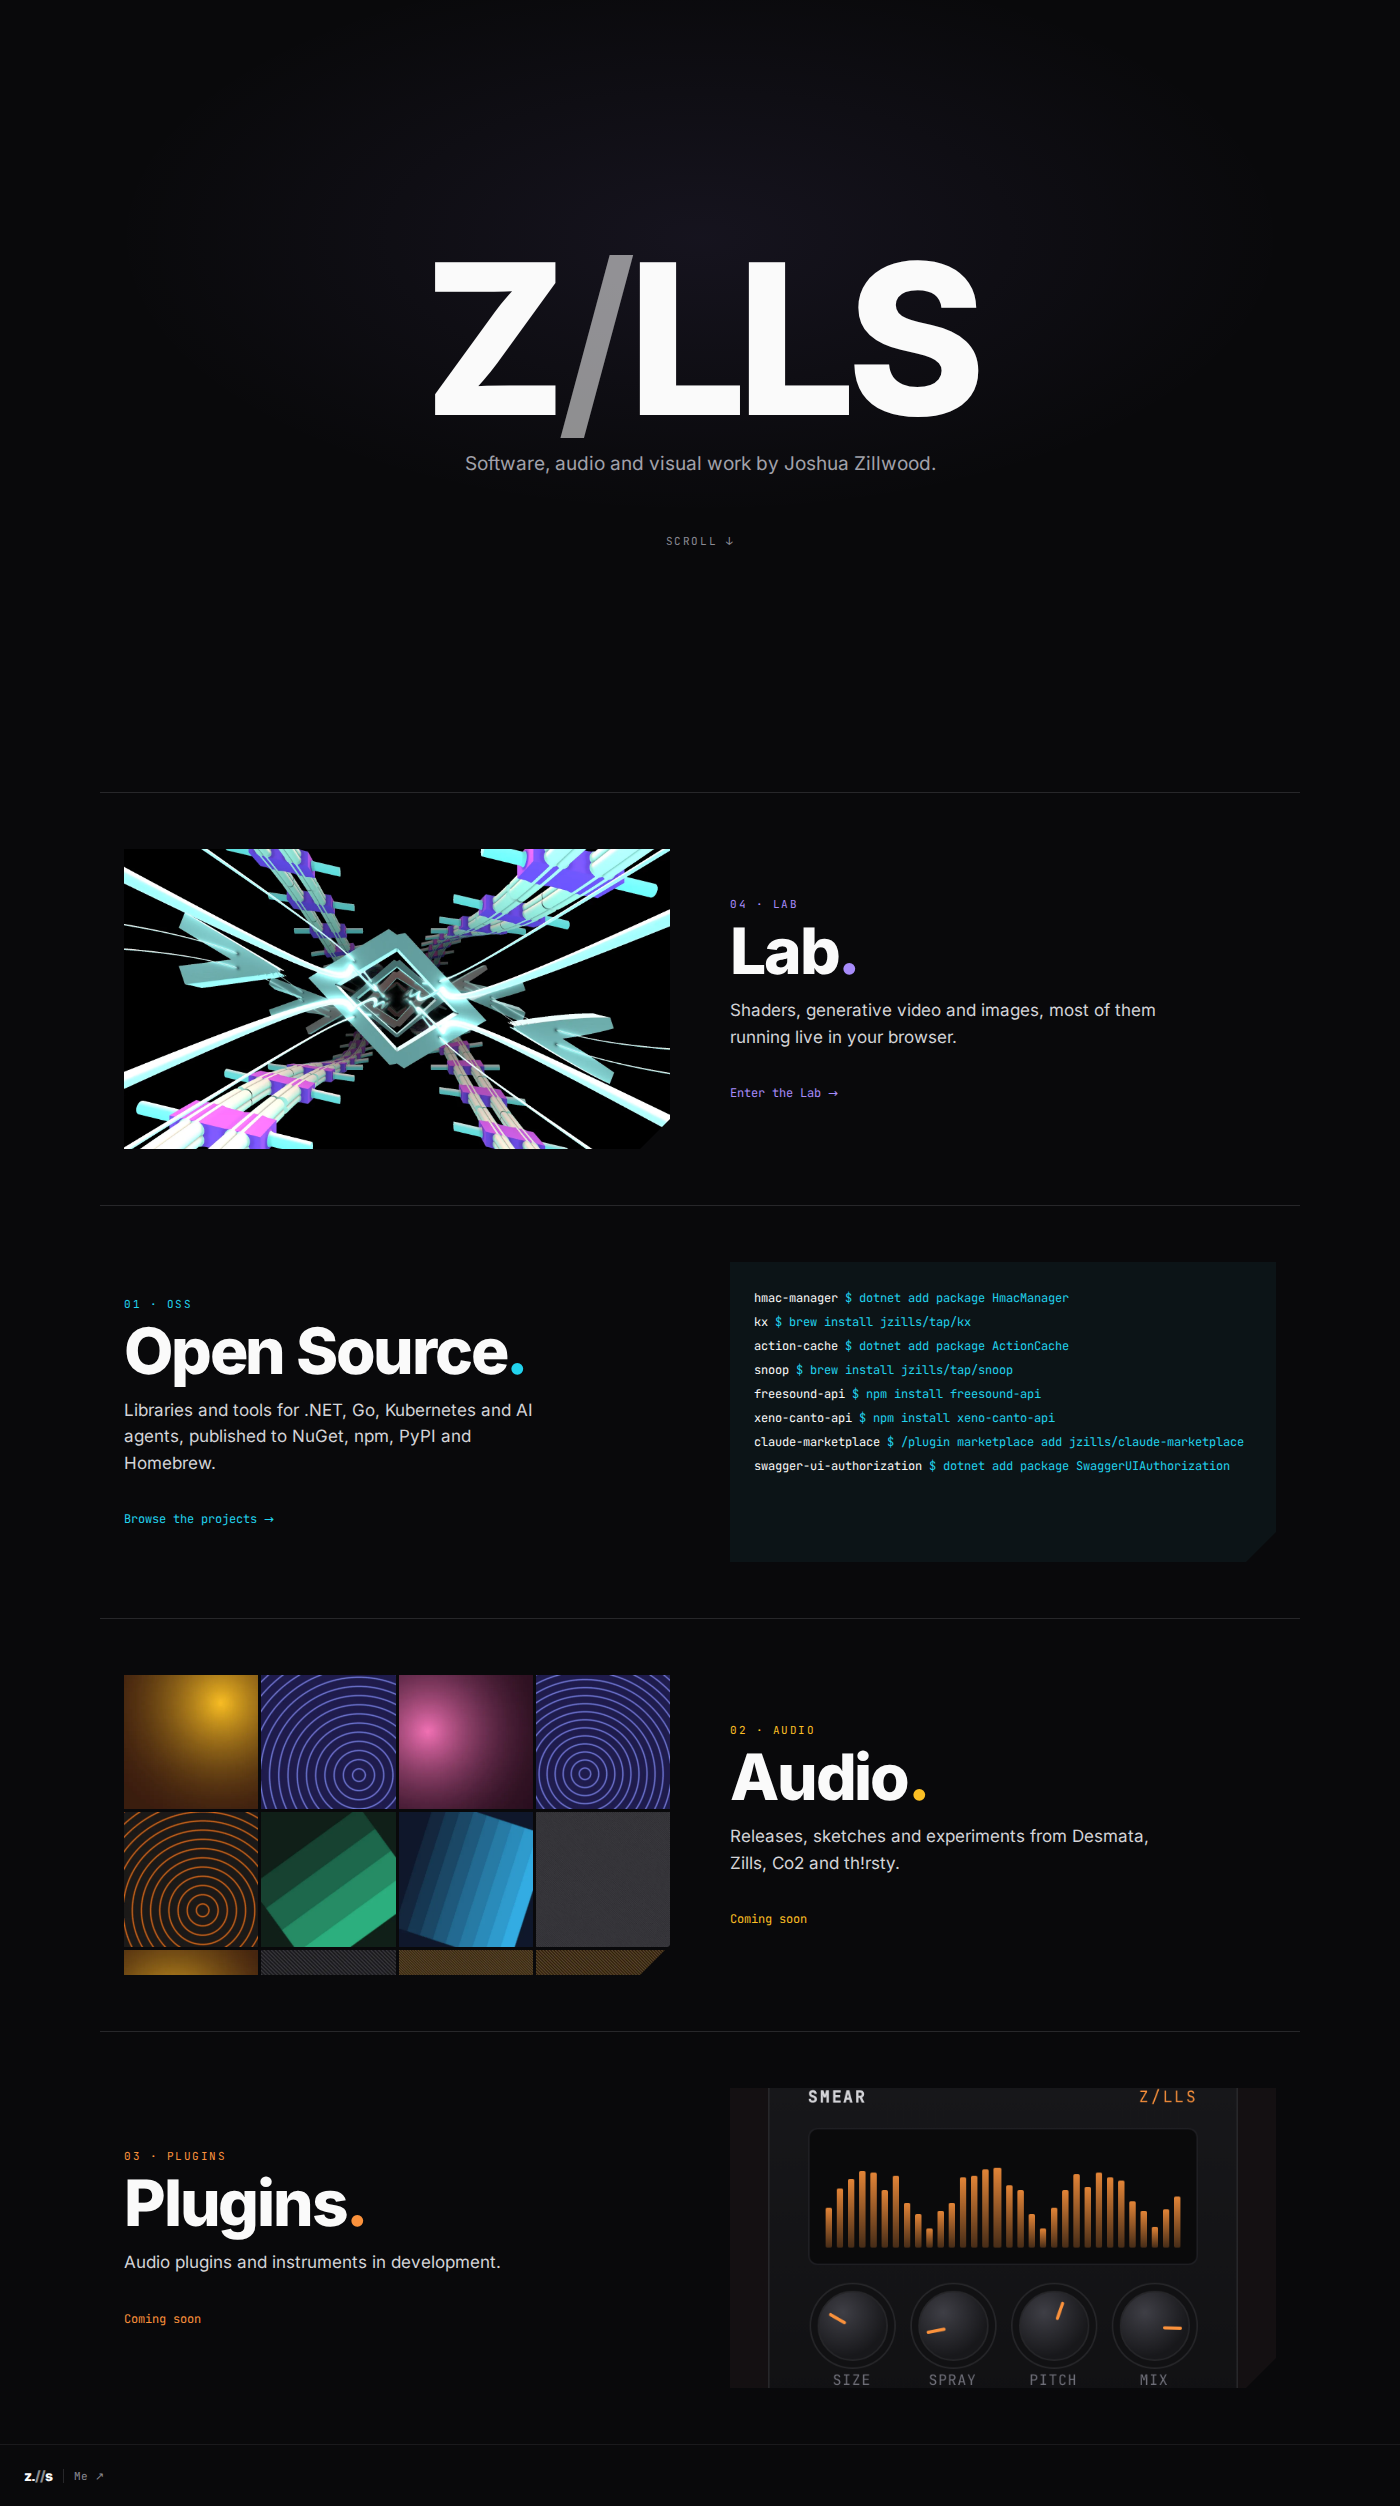 Z/LLS
Software, audio and visual work by Joshua Zillwood.
SCROLL ↓
04 · LAB
Lab.
Shaders, generative video and images, most of them
running live in your browser.
Enter the Lab →
01 · OSS
Open Source.
Libraries and tools for .NET, Go, Kubernetes and AI
agents, published to NuGet, npm, PyPI and
Homebrew.
Browse the projects →
hmac-manager $ dotnet add package HmacManager
kx $ brew install jzills/tap/kx
action-cache $ dotnet add package ActionCache
snoop $ brew install jzills/tap/snoop
freesound-api $ npm install freesound-api
xeno-canto-api $ npm install xeno-canto-api
claude-marketplace $ /plugin marketplace add jzills/claude-marketplace
swagger-ui-authorization $ dotnet add package SwaggerUIAuthorization
02 · AUDIO
Audio.
Releases, sketches and experiments from Desmata,
Zills, Co2 and th!rsty.
Coming soon
03 · PLUGINS
Plugins.
Audio plugins and instruments in development.
Coming soon
SMEAR Z/LLS
SIZE SPRAY PITCH MIX
z.//s Me ↗